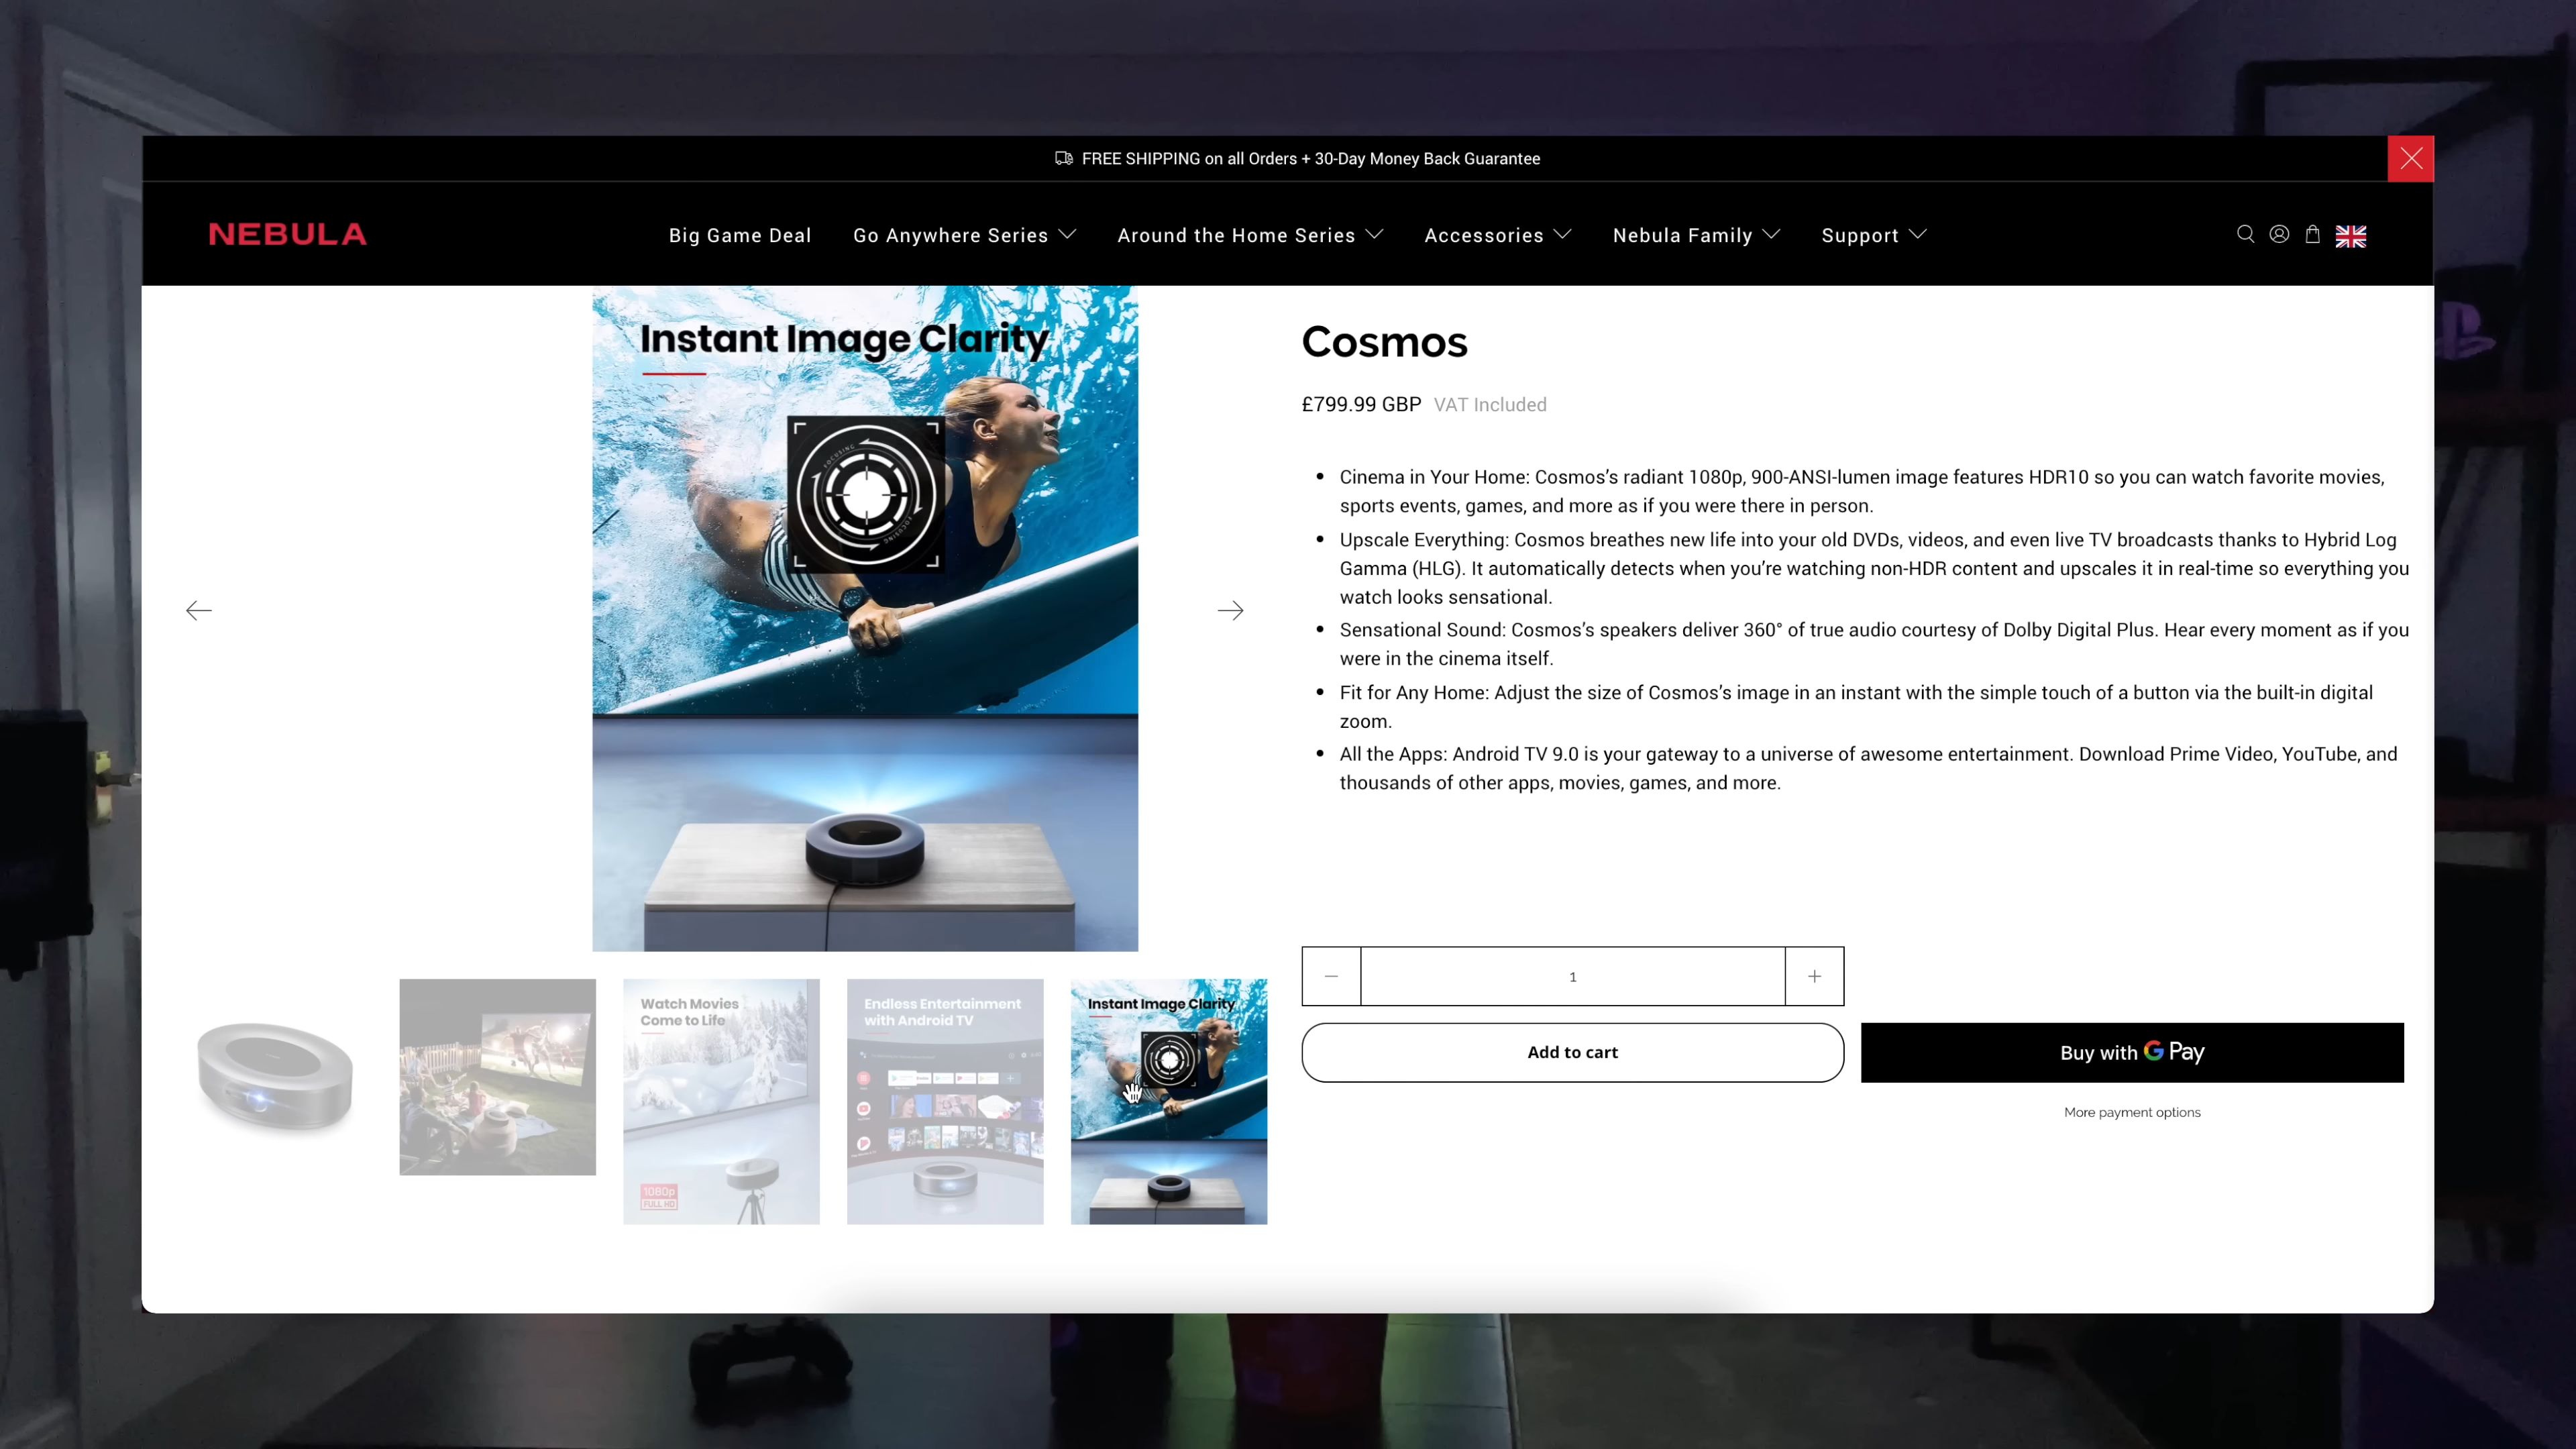 FREE SHIPPING on all Orders + 30-Day Money Back Guarantee
NEBULA
Big Game Deal
Go Anywhere Series
Around the Home Series
Accessories
Nebula Family
Support
Instant Image Clarity
FOCUSING
FOCUSING
Cosmos
£799.99 GBP VAT Included
Cinema in Your Home: Cosmos’s radiant 1080p, 900-ANSI-lumen image features HDR10 so you can watch favorite movies,
sports events, games, and more as if you were there in person.
Upscale Everything: Cosmos breathes new life into your old DVDs, videos, and even live TV broadcasts thanks to Hybrid Log
Gamma (HLG). It automatically detects when you’re watching non-HDR content and upscales it in real-time so everything you
watch looks sensational.
Sensational Sound: Cosmos’s speakers deliver 360° of true audio courtesy of Dolby Digital Plus. Hear every moment as if you
were in the cinema itself.
Fit for Any Home: Adjust the size of Cosmos’s image in an instant with the simple touch of a button via the built-in digital
zoom.
All the Apps: Android TV 9.0 is your gateway to a universe of awesome entertainment. Download Prime Video, YouTube, and
thousands of other apps, movies, games, and more.
Watch Movies
Come to Life
1080p
FULL HD
Endless Entertainment
with Android TV
Instant Image Clarity
1
Add to cart
Buy with G Pay
More payment options